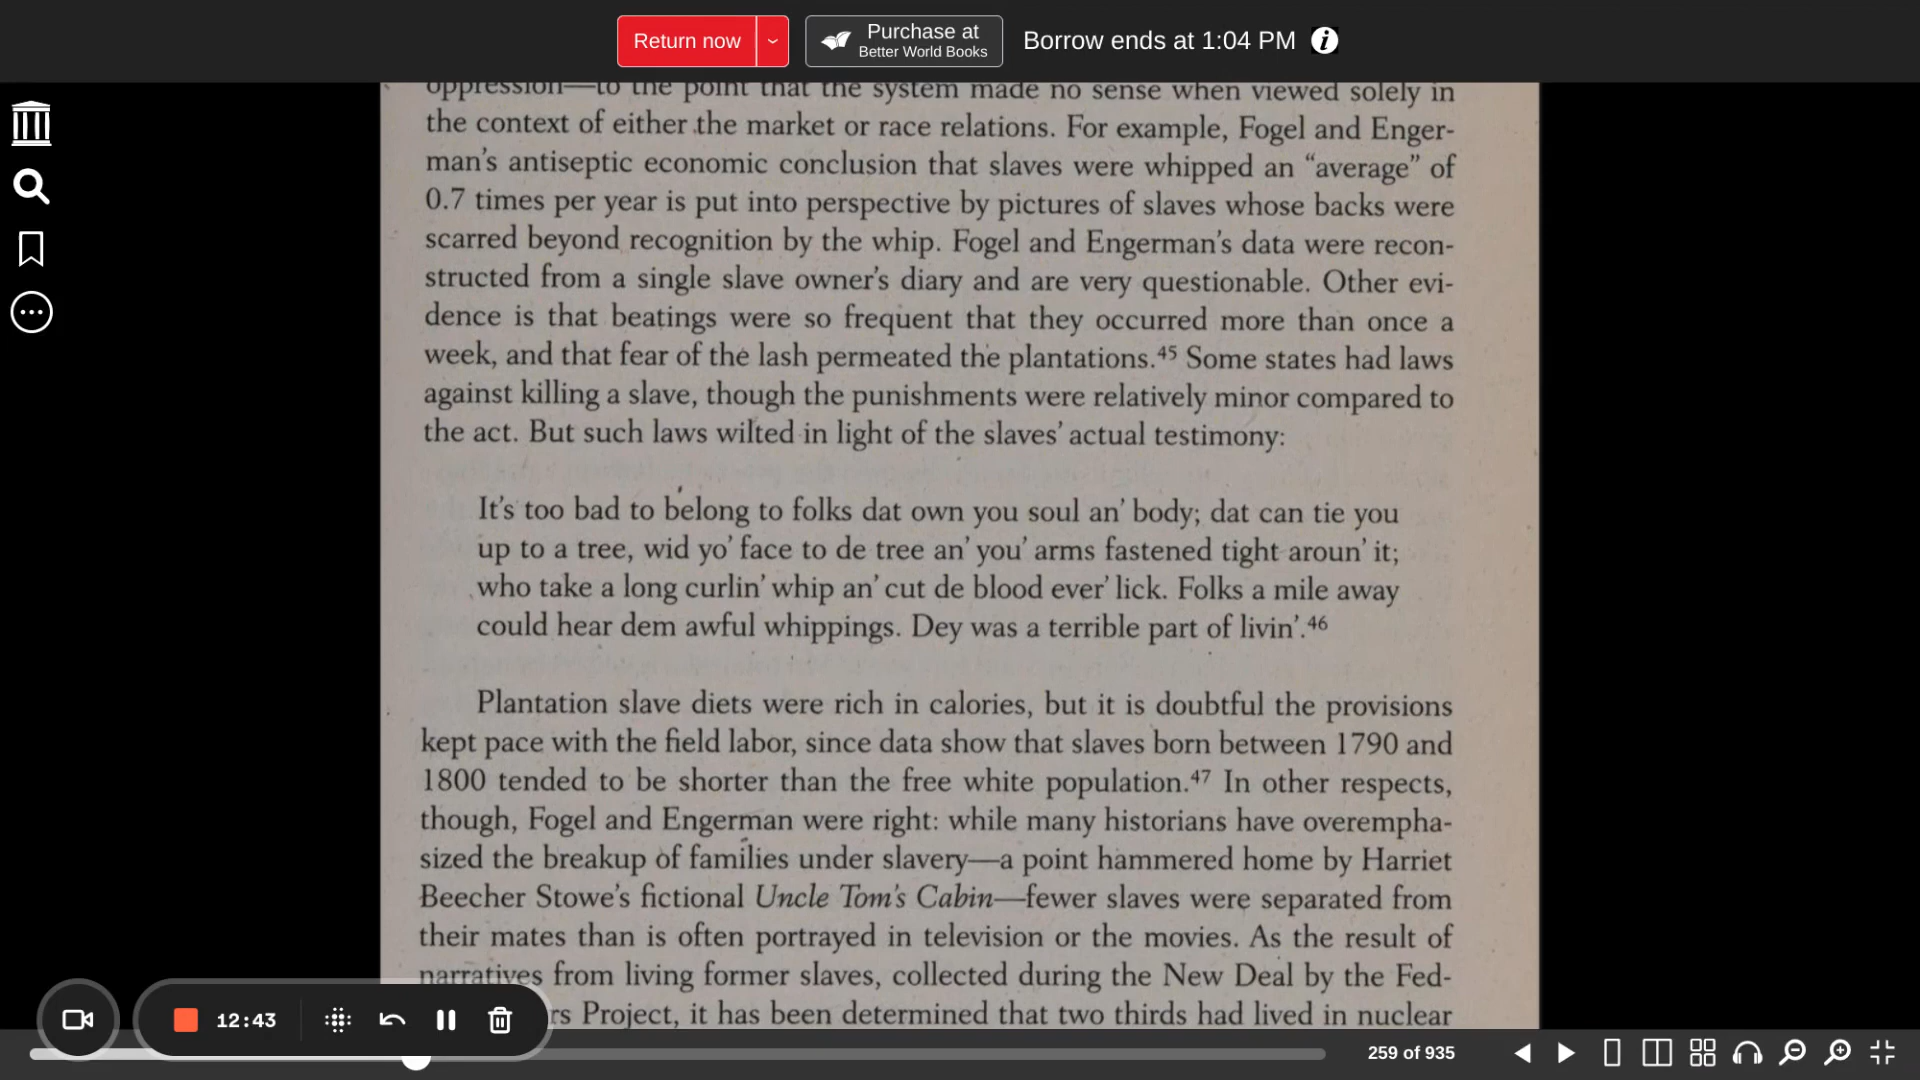 Return now
Purchase at
Better World Books
Borrow ends at 1:04 PM
oppression—to the point that the system made no sense when viewed solely in
the context of either the market or race relations. For example, Fogel and Enger-
man's antiseptic economic conclusion that slaves were whipped an “average” of
0.7 times per year is put into perspective by pictures of slaves whose backs were
scarred beyond recognition by the whip. Fogel and Engerman's data were recon-
structed from a single slave owner's diary and are very questionable. Other evi-
dence is that beatings were so frequent that they occurred more than once a
week, and that fear of the lash permeated the plantations.⁴⁵ Some states had laws
against killing a slave, though the punishments were relatively minor compared to
the act. But such laws wilted in light of the slaves' actual testimony:
It's too bad to belong to folks dat own you soul an' body; dat can tie you
up to a tree, wid yo' face to de tree an' you' arms fastened tight aroun' it;
who take a long curlin' whip an' cut de blood ever' lick. Folks a mile away
could hear dem awful whippings. Dey was a terrible part of livin'.⁴⁶
Plantation slave diets were rich in calories, but it is doubtful the provisions
kept pace with the field labor, since data show that slaves born between 1790 and
1800 tended to be shorter than the free white population.⁴⁷ In other respects,
though, Fogel and Engerman were right: while many historians have overempha-
sized the breakup of families under slavery—a point hammered home by Harriet
Beecher Stowe's fictional Uncle Tom's Cabin—fewer slaves were separated from
their mates than is often portrayed in television or the movies. As the result of
narratives from living former slaves, collected during the New Deal by the Fed-
rs Project, it has been determined that two thirds had lived in nuclear
12:43
259 of 935